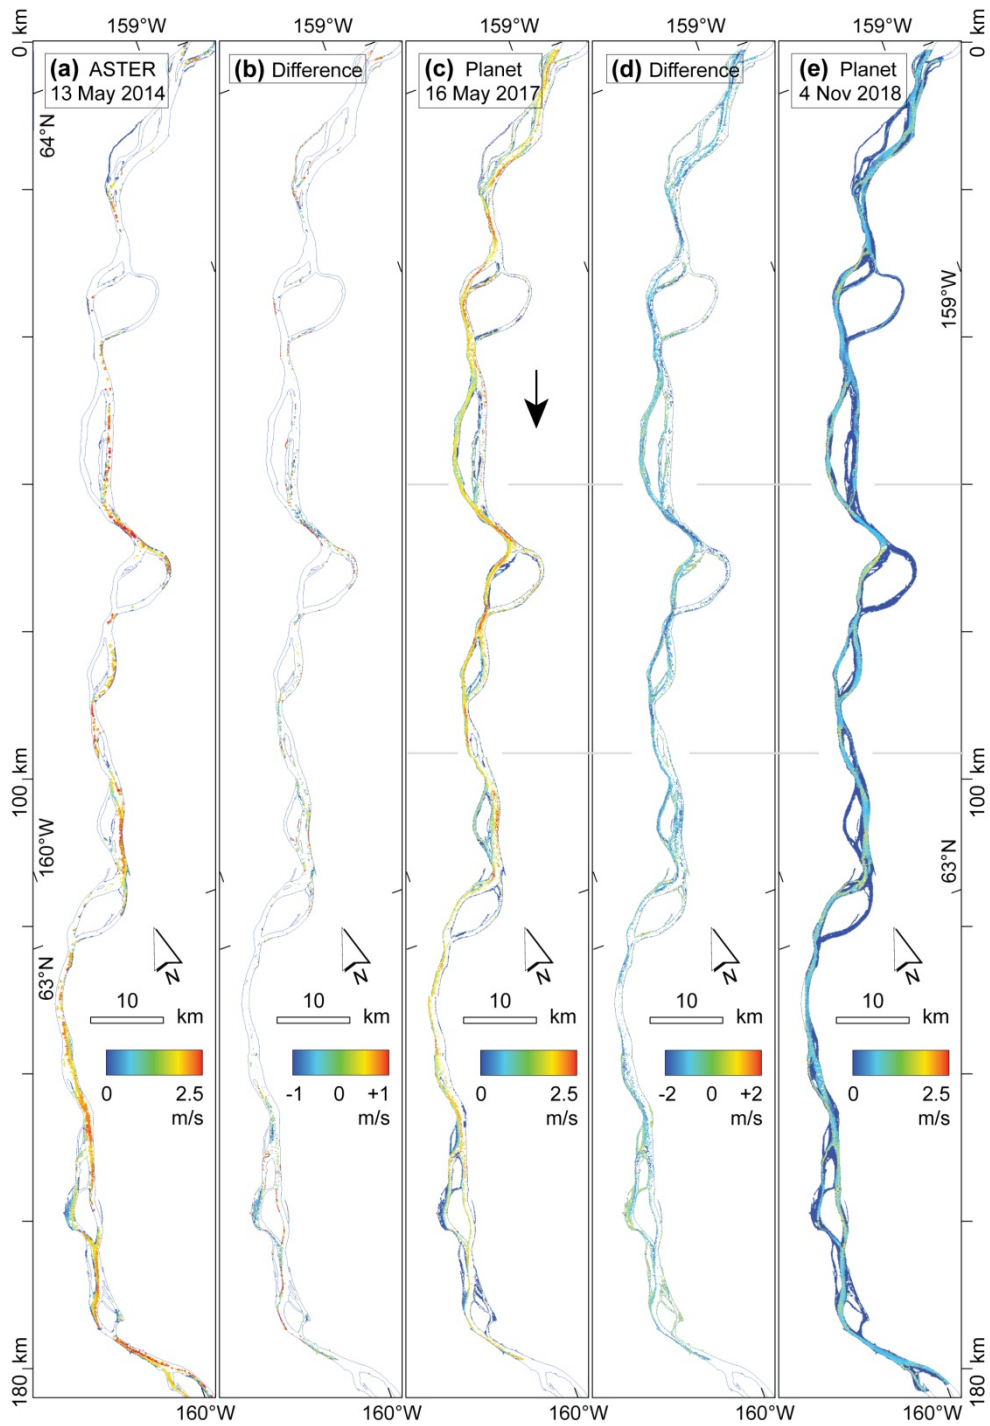 159°W 159°W 159°W 159°W 159°W
0 km
0 km
(a) ASTER
13 May 2014
(b) Difference
(c) Planet
16 May 2017
(d) Difference
(e) Planet
4 Nov 2018
64°N
159°W
100 km
100 km
160°W
63°N
63°N
N N N N N
10 10 10 10 10
km km km km km
0 2.5 -1 0 +1 0 2.5 -2 0 +2 0 2.5
m/s m/s m/s m/s m/s
180 km
180 km
160°W 160°W 160°W 160°W 160°W